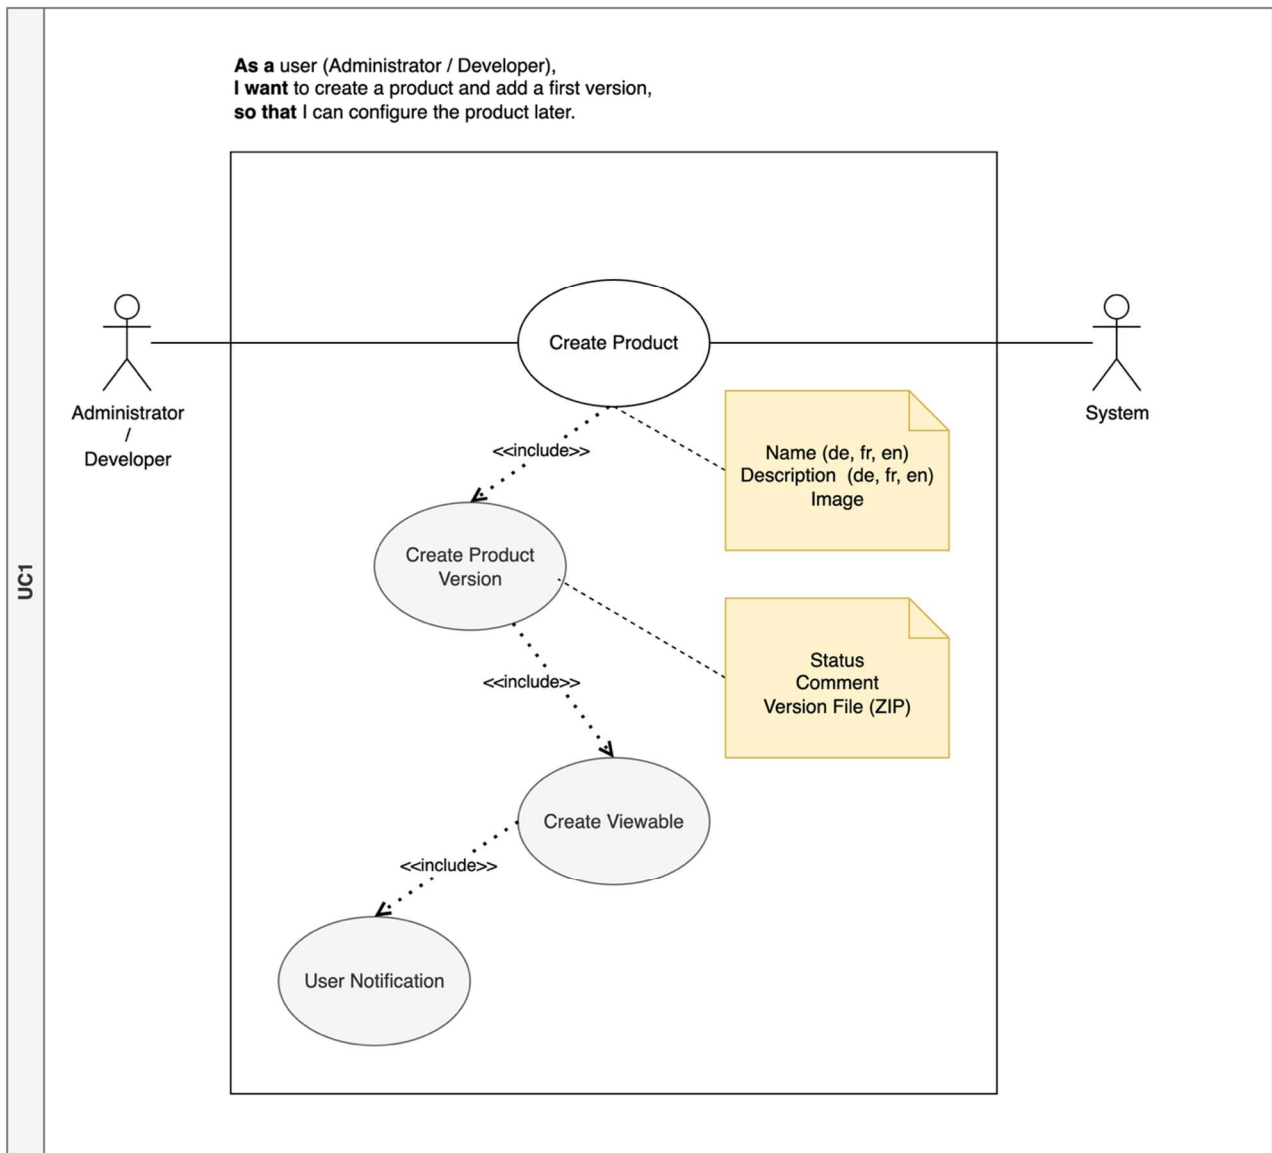 As a user (Administrator / Developer),
I want to create a product and add a first version,
so that I can configure the product later.
UC1
Create Product
Administrator
/
Developer
System
<<include>>
Name (de, fr, en)
Description  (de, fr, en)
Image
Create Product
Version
Status
Comment
Version File (ZIP)
<<include>>
Create Viewable
<<include>>
User Notification